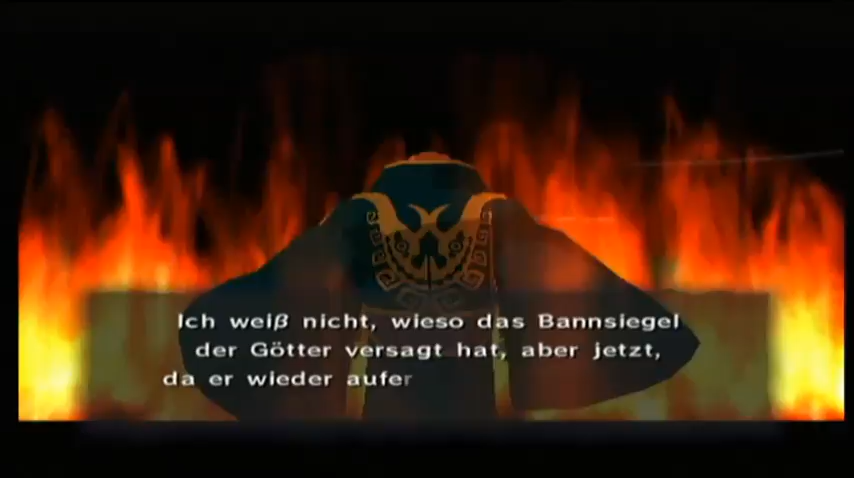 Ich weiß nicht, wieso das Bannsiegel
der Götter versagt hat, aber jetzt,
da er wieder aufer